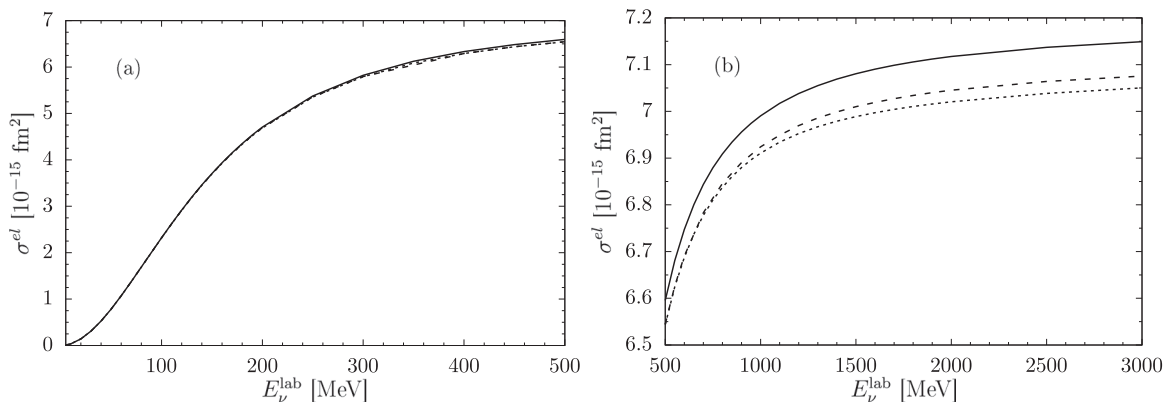 7
6
5
4
3
2
1
0
σ^el [10^−15 fm^2]
(a)
100 200 300 400 500
E_ν^lab [MeV]
7.2
7.1
7
6.9
6.8
6.7
6.6
6.5
σ^el [10^−15 fm^2]
(b)
500 1000 1500 2000 2500 3000
E_ν^lab [MeV]